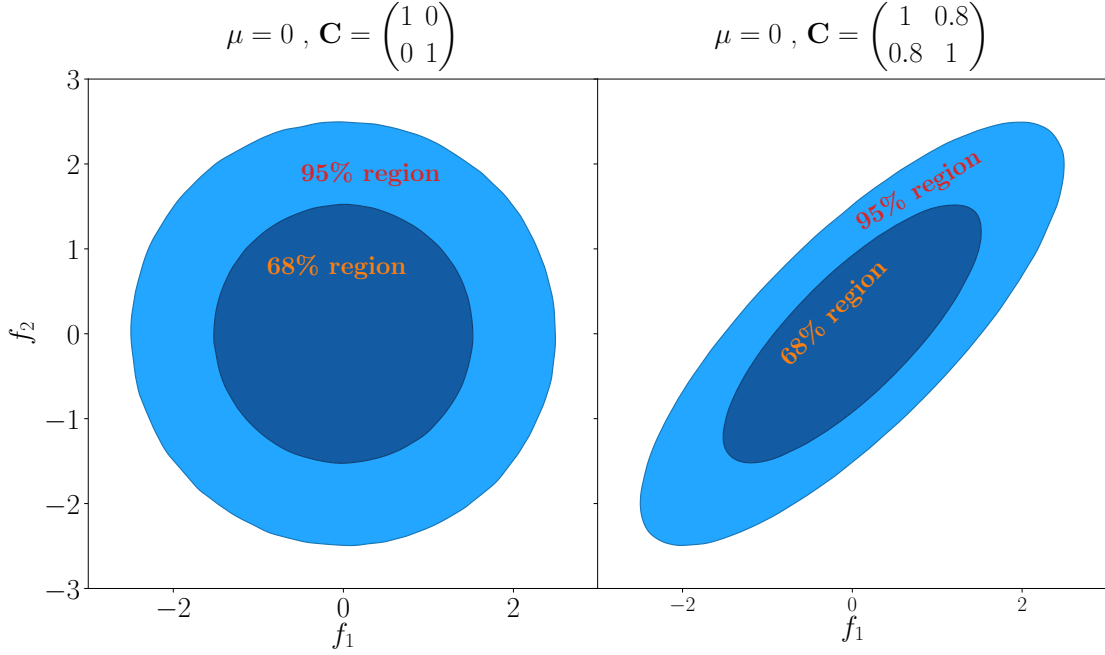 μ = 0 , C = (1 0
0 1)
μ = 0 , C = (1 0.8
0.8 1)
3
2
1
0
−1
−2
−3
f₂
95% region
68% region
95% region
68% region
−2 0 2
f₁
−2 0 2
f₁